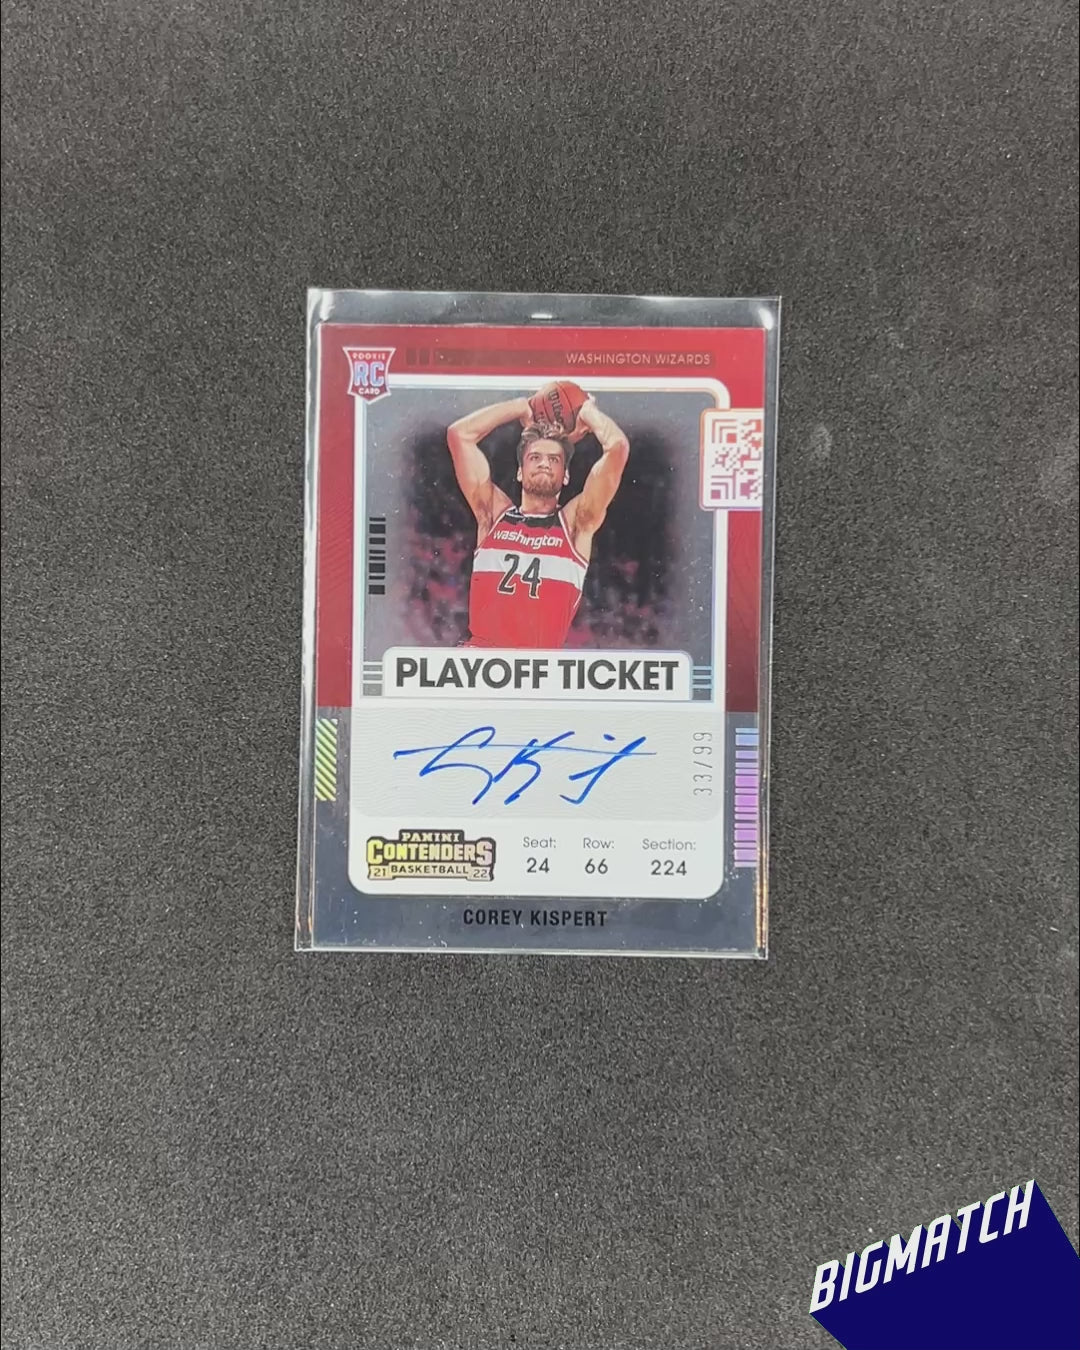 ROOKIE
RC
CARD
WASHINGTON WIZARDS
washington
24
PLAYOFF TICKET
33/99
PANINI
CONTENDERS
21 BASKETBALL 22
Seat: Row: Section:
24 66 224
COREY KISPERT
BIGMATCH